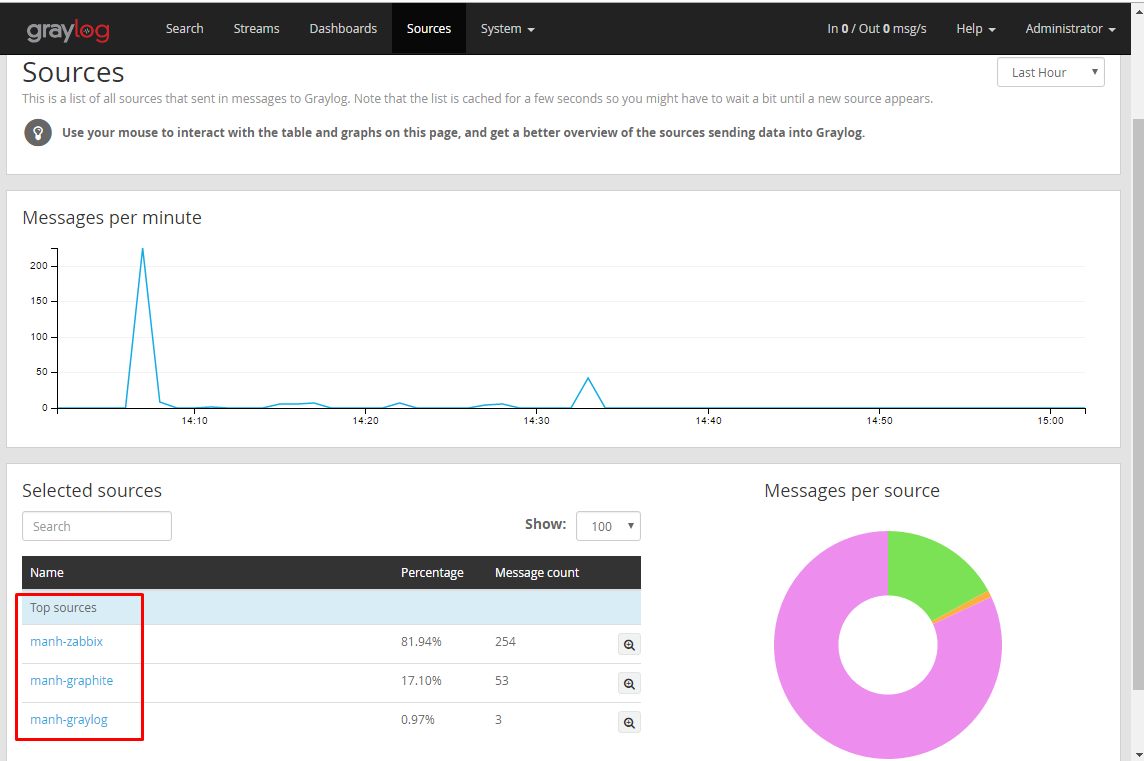 graylog Search Streams Dashboards Sources System In 0 / Out 0 msg/s Help Administrator
Sources
Last Hour
This is a list of all sources that sent in messages to Graylog. Note that the list is cached for a few seconds so you might have to wait a bit until a new source appears.
Use your mouse to interact with the table and graphs on this page, and get a better overview of the sources sending data into Graylog.
Messages per minute
200
150
100
50
0
14:10 14:20 14:30 14:40 14:50 15:00
Selected sources
Search
Show: 100
Name Percentage Message count
Top sources
manh-zabbix 81.94% 254
manh-graphite 17.10% 53
manh-graylog 0.97% 3
Messages per source